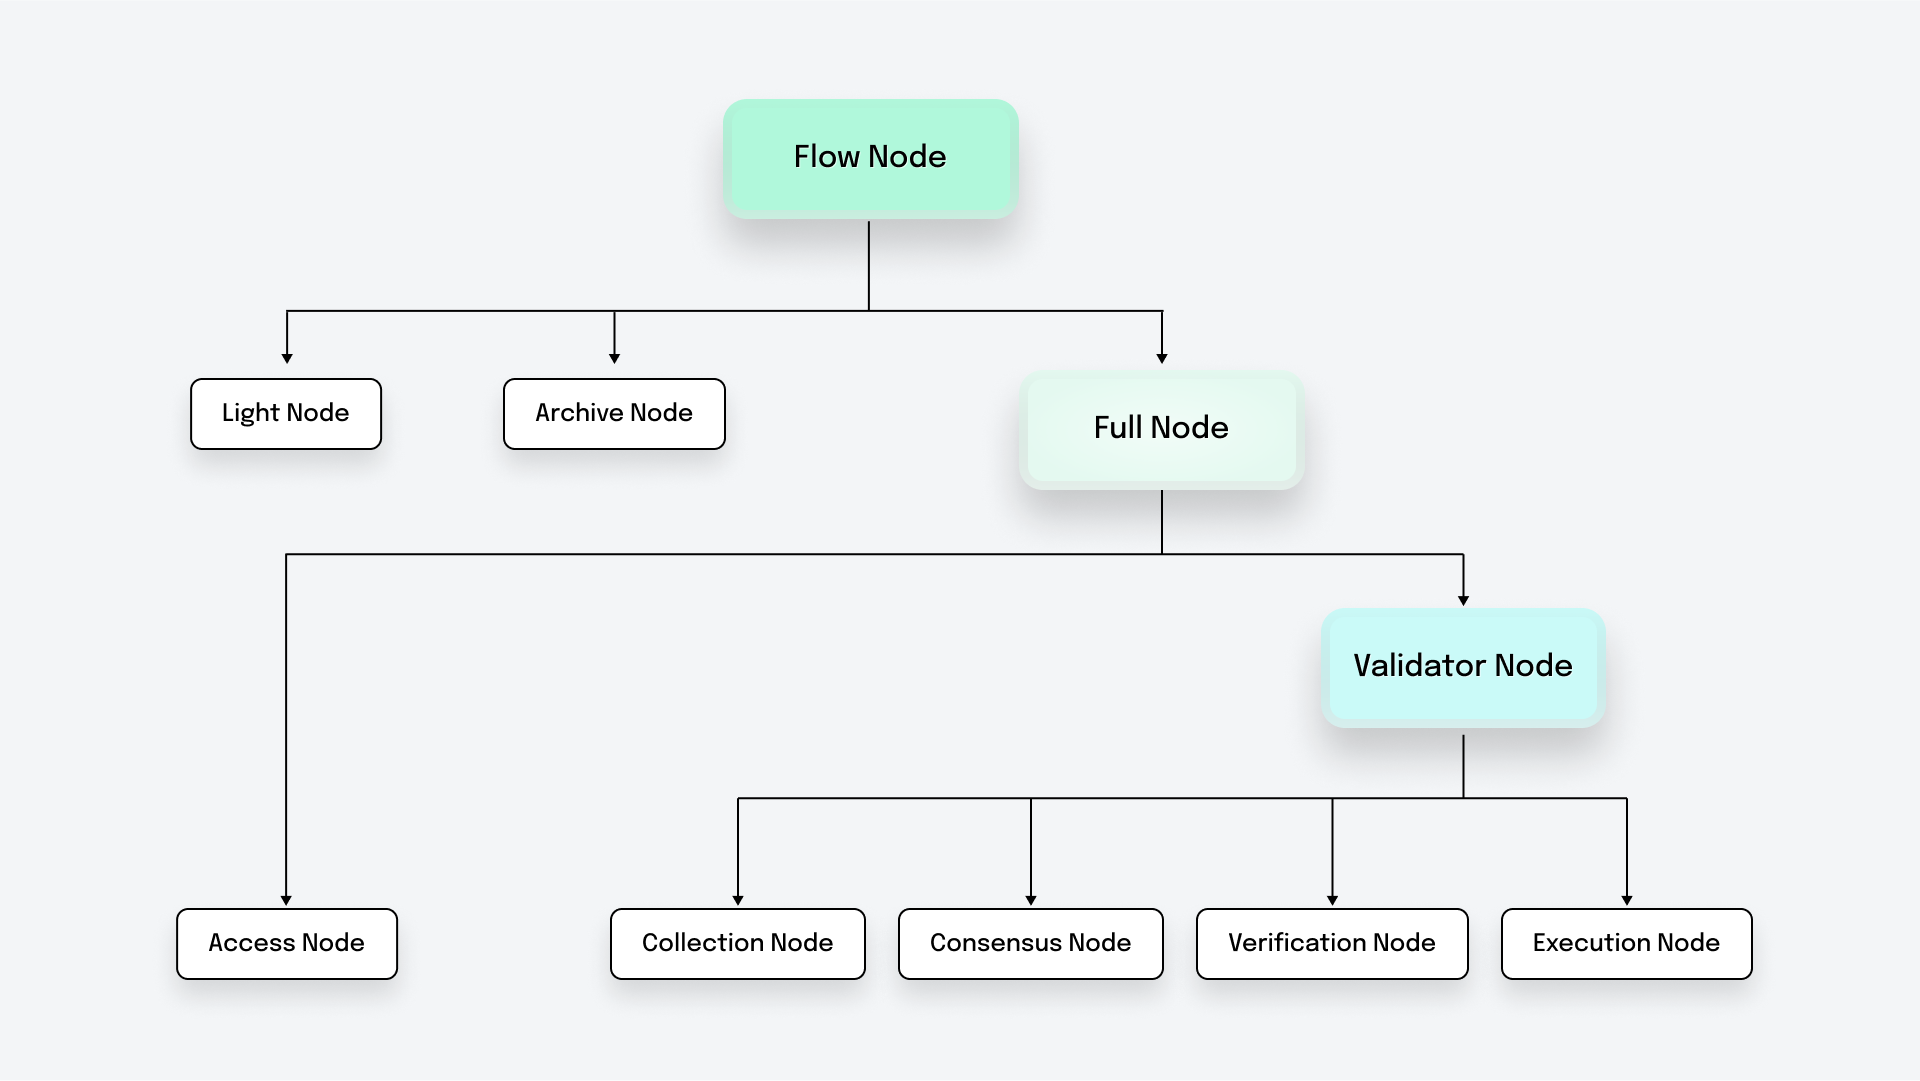 Flow Node
Light Node
Archive Node
Full Node
Validator Node
Access Node
Collection Node
Consensus Node
Verification Node
Execution Node